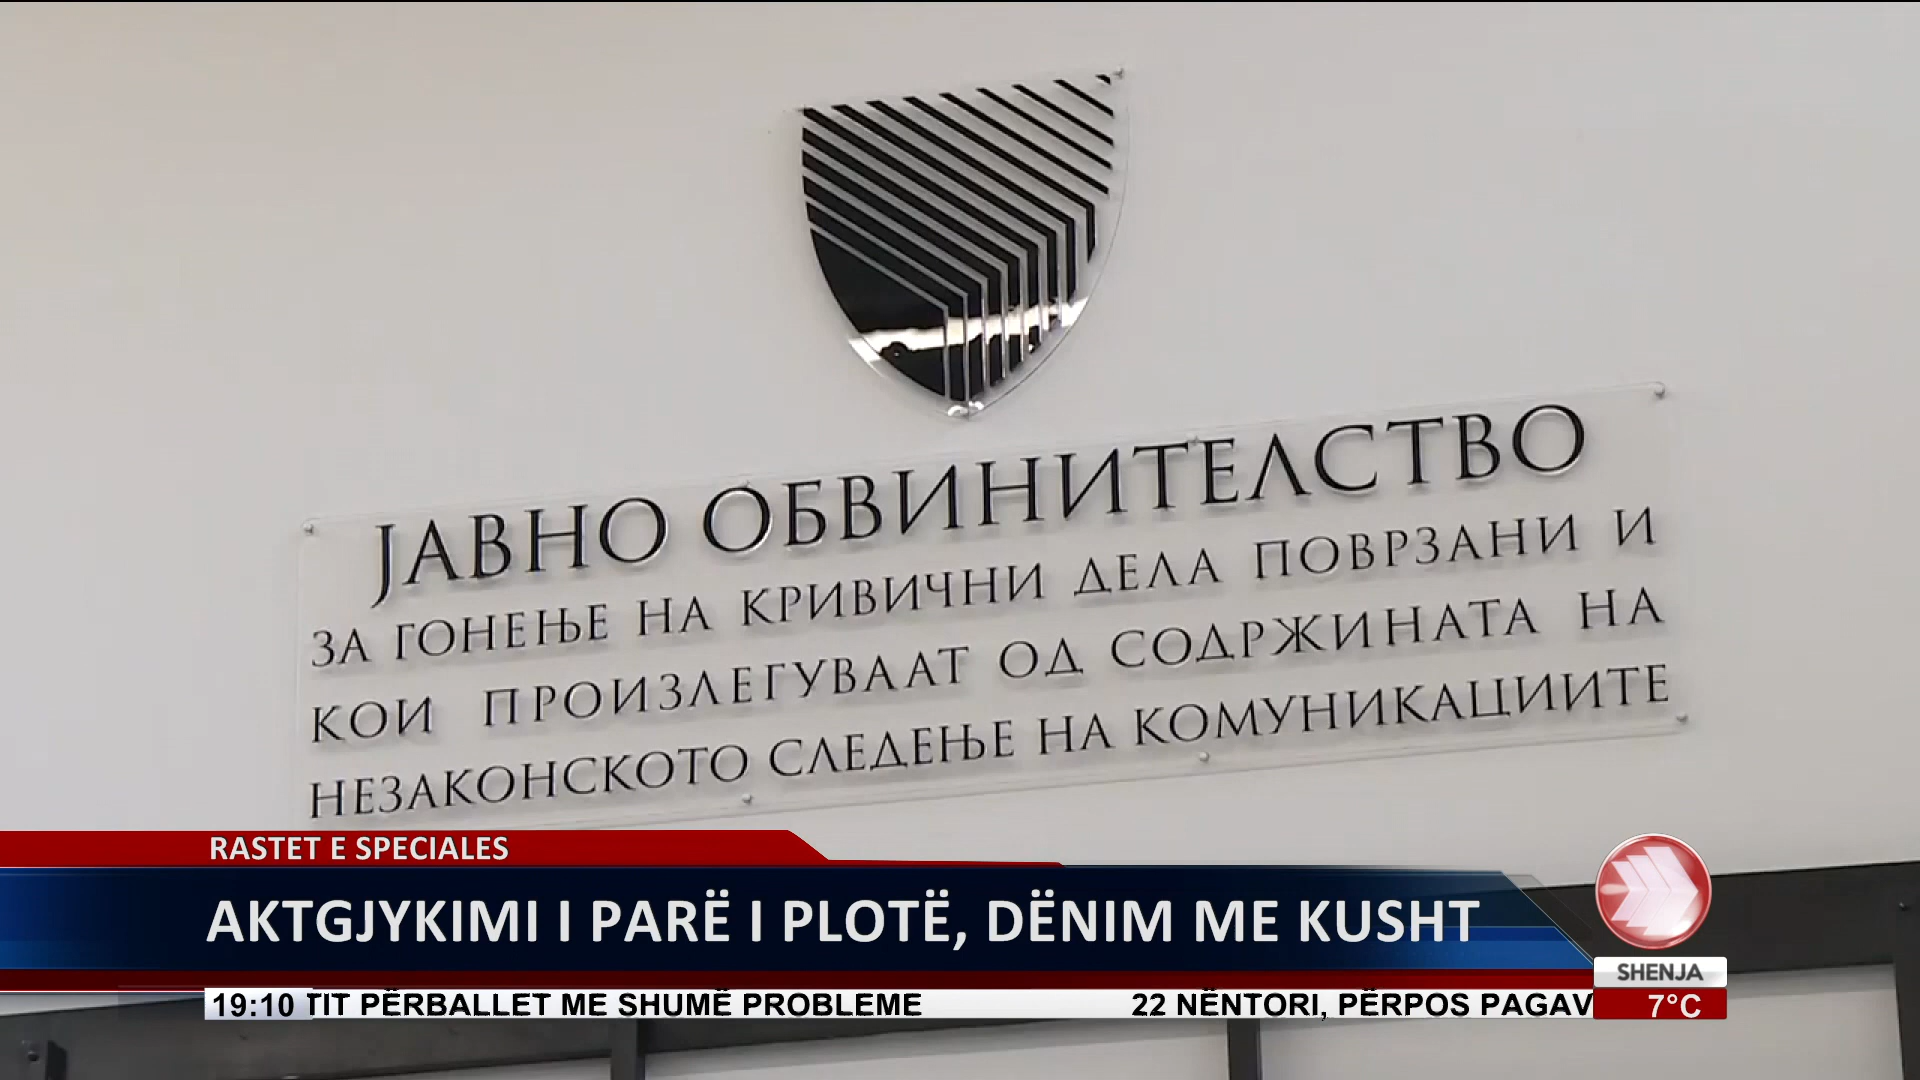 ЈАВНО ОБВИНИТЕЛСТВО
ЗА ГОНЕЊЕ НА КРИВИЧНИ ДЕЛА ПОВРЗАНИ И
КОИ ПРОИЗЛЕГУВААТ ОД СОДРЖИНАТА НА
НЕЗАКОНСКОТО СЛЕДЕЊЕ НА КОМУНИКАЦИИТЕ
RASTET E SPECIALES
AKTGJYKIMI I PARË I PLOTË, DËNIM ME KUSHT
SHENJA
19:10 TIT PËRBALLET ME SHUMË PROBLEME 22 NËNTORI, PËRPOS PAGAV 7°C